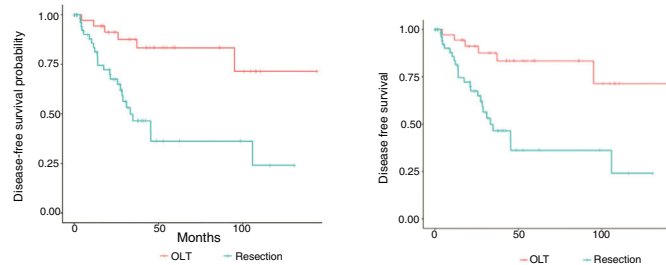 Disease-free survival probability
1.00
0.75
0.50
0.25
0.00
0
50
100
Months
OLT
Resection
Disease free survival
1.00
0.75
0.50
0.25
0.00
0
50
100
OLT
Resection